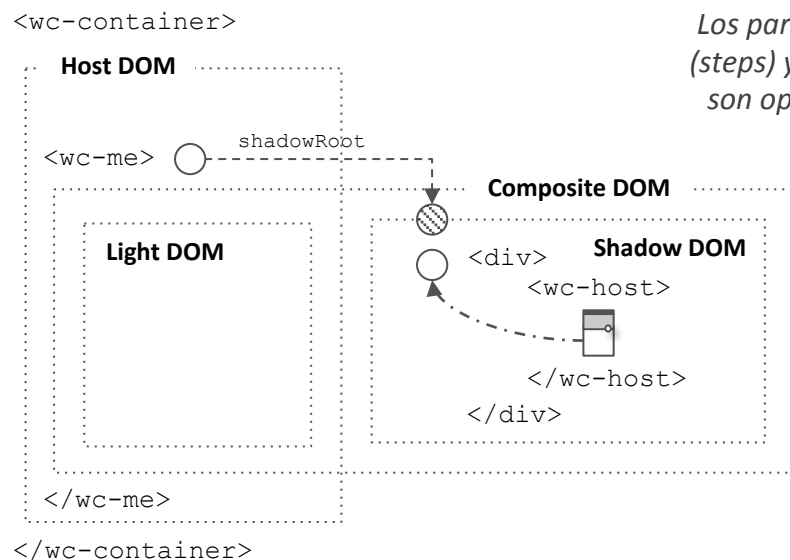 <wc-container>
Los par
(steps) y
son op
Host DOM
<wc-me>
shadowRoot
Composite DOM
Light DOM
Shadow DOM
<div>
<wc-host>
</wc-host>
</div>
</wc-me>
</wc-container>